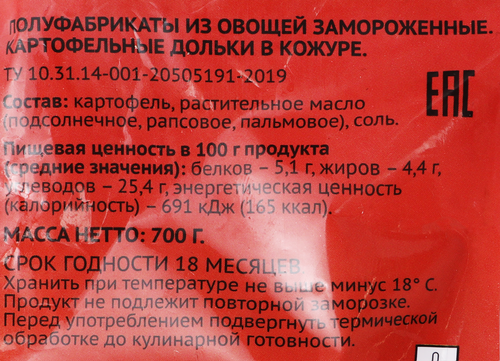 ПОЛУФАБРИКАТЫ ИЗ ОВОЩЕЙ ЗАМОРОЖЕННЫЕ.
КАРТОФЕЛЬНЫЕ ДОЛЬКИ В КОЖУРЕ.
ТУ 10.31.14-001-20505191-2019
EAC
Состав: картофель, растительное масло
(подсолнечное, рапсовое, пальмовое), соль.
Пищевая ценность в 100 г продукта
(средние значения): белков – 5,1 г, жиров – 4,4 г,
углеводов – 25,4 г, энергетическая ценность
(калорийность) – 691 кДж (165 ккал).
МАССА НЕТТО: 700 Г.
СРОК ГОДНОСТИ 18 МЕСЯЦЕВ.
Хранить при температуре не выше минус 18° С.
Продукт не подлежит повторной заморозке.
Перед употреблением подвергнуть термической
обработке до кулинарной готовности.